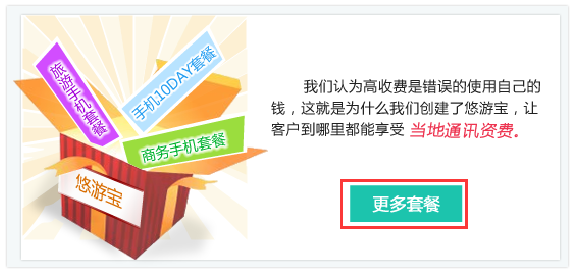 旅游手机套餐
手机10DAY套餐
商务手机套餐
悠游宝
我们认为高收费是错误的使用自己的
钱，这就是为什么我们创建了悠游宝，让
客户到哪里都能享受 当地通讯资费。
更多套餐